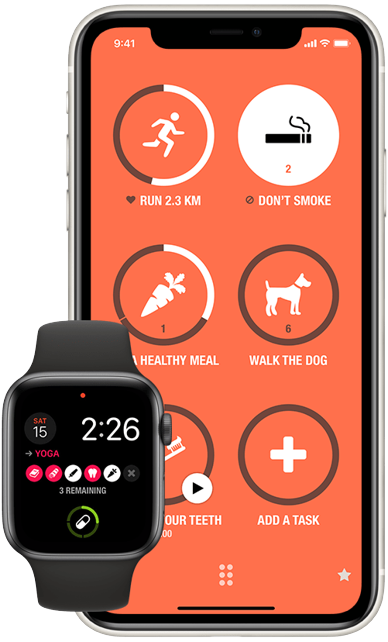 9:41
2
RUN 2.3 KM
DON'T SMOKE
1
6
A HEALTHY MEAL
WALK THE DOG
OUR TEETH
ADD A TASK
00
SAT
15
2:26
→ YOGA
3 REMAINING